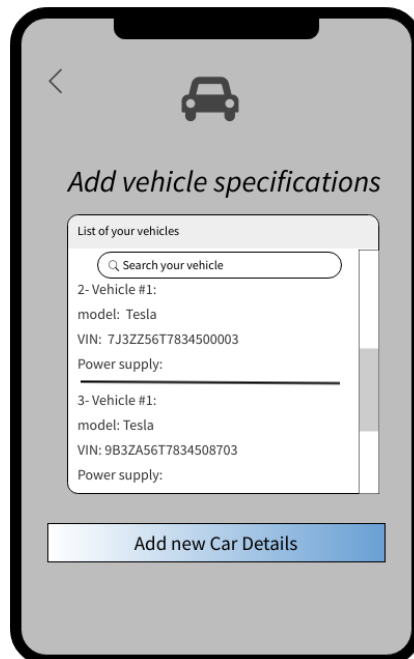 Add vehicle specifications
List of your vehicles
Search your vehicle
2- Vehicle #1:
model: Tesla
VIN: 7J3ZZ56T7834500003
Power supply:
3- Vehicle #1:
model: Tesla
VIN: 9B3ZA56T7834508703
Power supply:
Add new Car Details